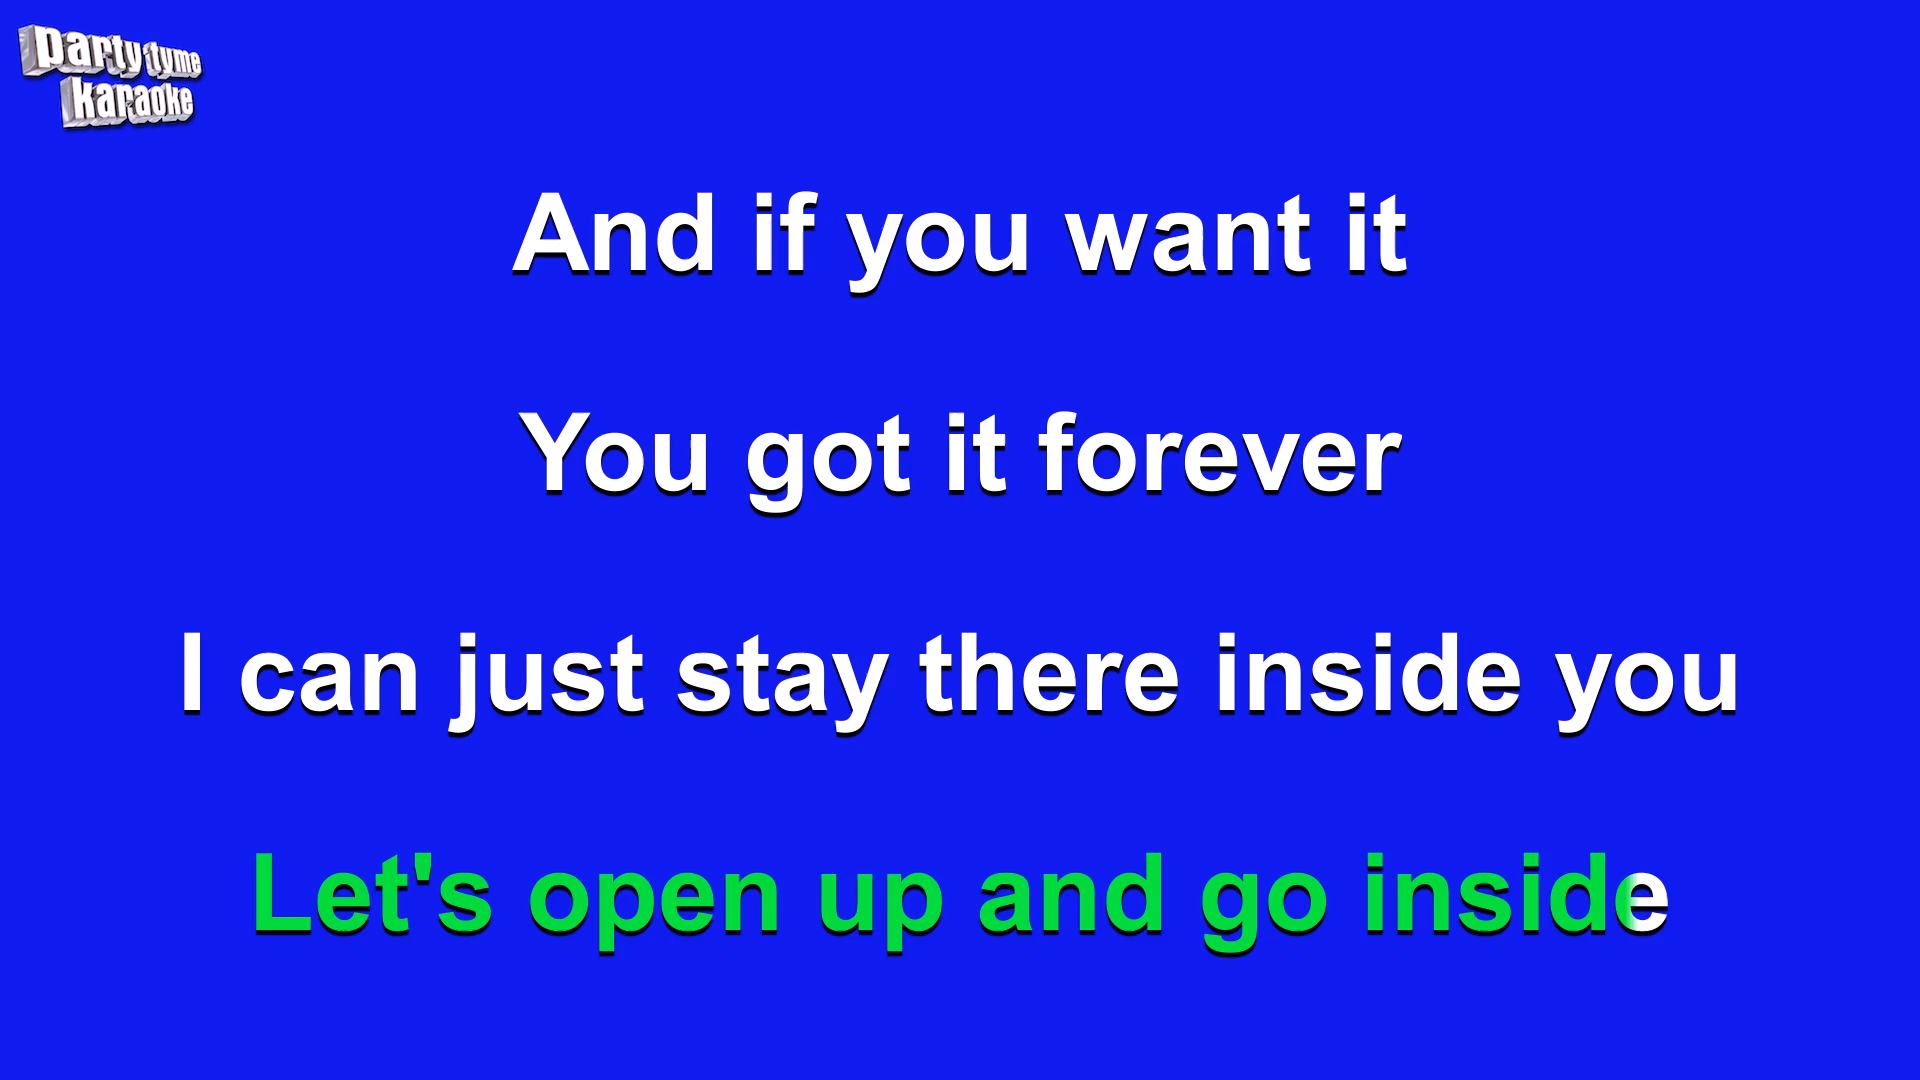 party tyme
karaoke
And if you want it
You got it forever
I can just stay there inside you
Let's open up and go inside